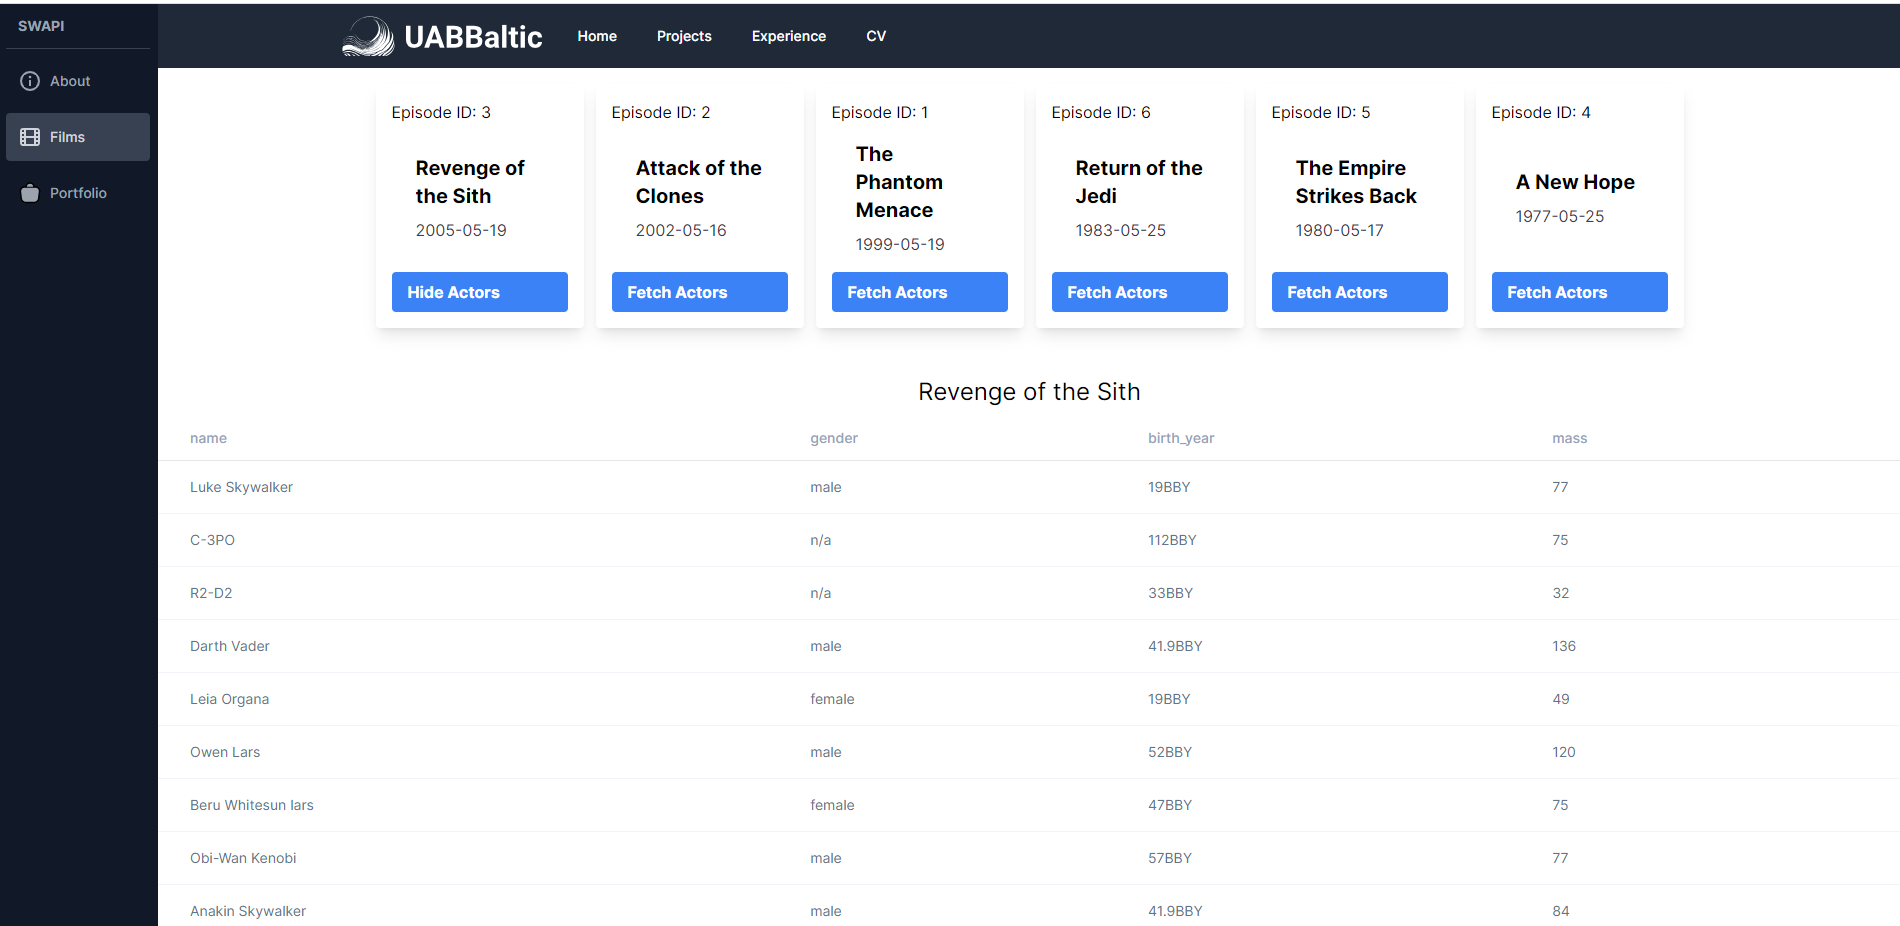 SWAPI
About
Films
Portfolio
UABBaltic Home Projects Experience CV
Episode ID: 3
Revenge of
the Sith
2005-05-19
Hide Actors
Episode ID: 2
Attack of the
Clones
2002-05-16
Fetch Actors
Episode ID: 1
The
Phantom
Menace
1999-05-19
Fetch Actors
Episode ID: 6
Return of the
Jedi
1983-05-25
Fetch Actors
Episode ID: 5
The Empire
Strikes Back
1980-05-17
Fetch Actors
Episode ID: 4
A New Hope
1977-05-25
Fetch Actors
Revenge of the Sith
name gender birth_year mass
Luke Skywalker male 19BBY 77
C-3PO n/a 112BBY 75
R2-D2 n/a 33BBY 32
Darth Vader male 41.9BBY 136
Leia Organa female 19BBY 49
Owen Lars male 52BBY 120
Beru Whitesun lars female 47BBY 75
Obi-Wan Kenobi male 57BBY 77
Anakin Skywalker male 41.9BBY 84